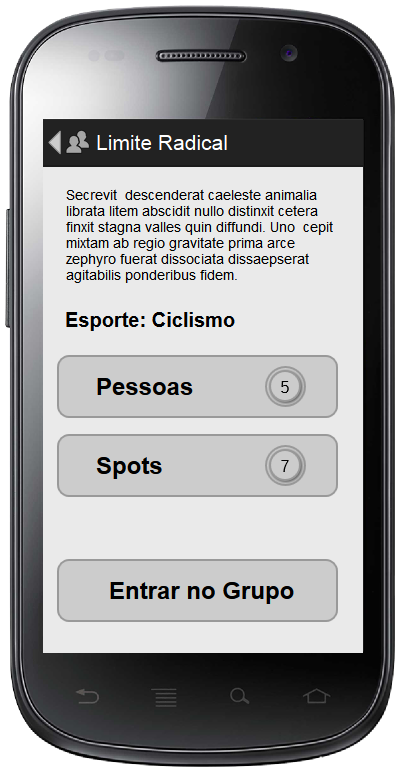 Limite Radical
Secrevit descenderat caeleste animalia
librata litem abscidit nullo distinxit cetera
finxit stagna valles quin diffundi. Uno cepit
mixtam ab regio gravitate prima arce
zephyro fuerat dissociata dissaepserat
agitabilis ponderibus fidem.
Esporte: Ciclismo
Pessoas 5
Spots 7
Entrar no Grupo